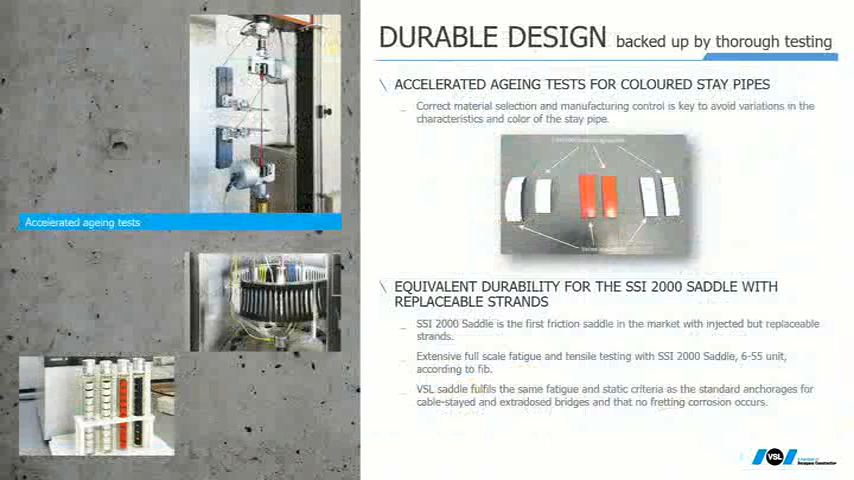 DURABLE DESIGN backed up by thorough testing
\ ACCELERATED AGEING TESTS FOR COLOURED STAY PIPES
_ Correct material selection and manufacturing control is key to avoid variations in the
characteristics and color of the stay pipe.
Accelerated ageing tests
\ EQUIVALENT DURABILITY FOR THE SSI 2000 SADDLE WITH
REPLACEABLE STRANDS
_ SSI 2000 Saddle is the first friction saddle in the market with injected but replaceable
strands.
_ Extensive full scale fatigue and tensile testing with SSI 2000 Saddle, 6-55 unit,
according to fib.
_ VSL saddle fulfils the same fatigue and static criteria as the standard anchorages for
cable-stayed and extradosed bridges and that no fretting corrosion occurs.
VSL